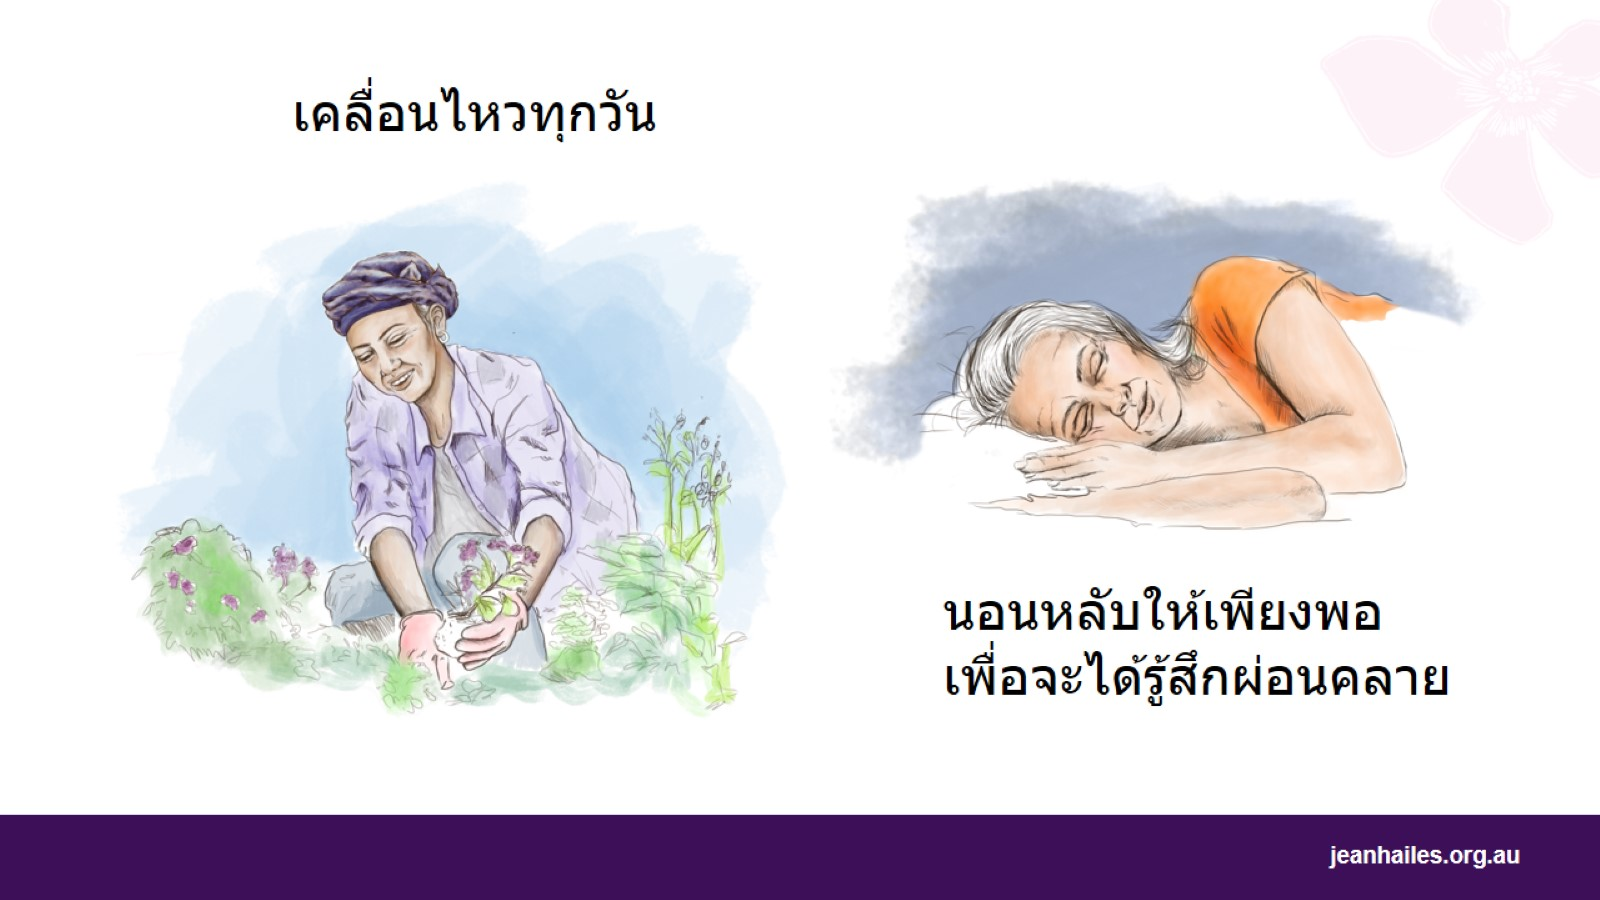 เคลื่อนไหวทุกวัน
นอนหลับให้เพียงพอ
เพื่อจะได้รู้สึกผ่อนคลาย
jeanhailes.org.au